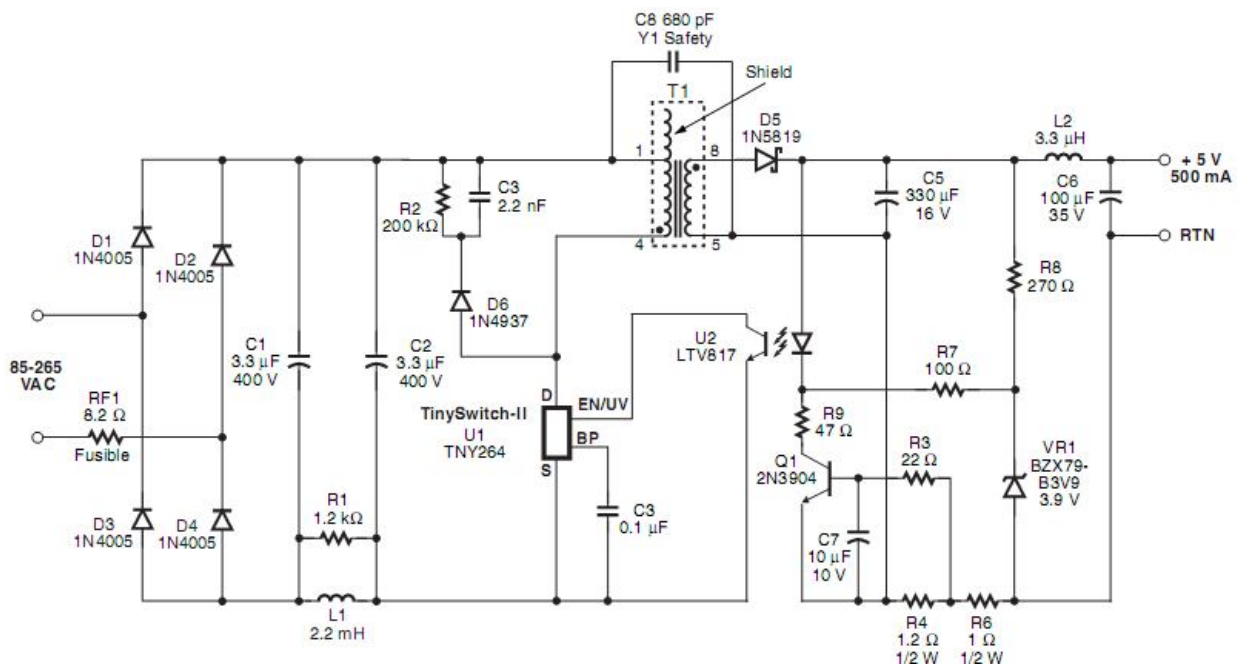 C8 680 pF
Y1 Safety
Shield
T1
D5
1N5819
L2
3.3 µH
1
8
+ 5 V
500 mA
C3
2.2 nF
R2
200 kΩ
C5
330 µF
16 V
C6
100 µF
35 V
4
5
RTN
D1
1N4005
D2
1N4005
R8
270 Ω
D6
1N4937
85-265
VAC
C1
3.3 µF
400 V
C2
3.3 µF
400 V
U2
LTV817
R7
100 Ω
RF1
8.2 Ω
Fusible
TinySwitch-II
U1
TNY264
D
EN/UV
BP
S
R9
47 Ω
Q1
2N3904
R3
22 Ω
VR1
BZX79-
B3V9
3.9 V
D3
1N4005
D4
1N4005
R1
1.2 kΩ
C3
0.1 µF
C7
10 µF
10 V
L1
2.2 mH
R4
1.2 Ω
1/2 W
R6
1 Ω
1/2 W